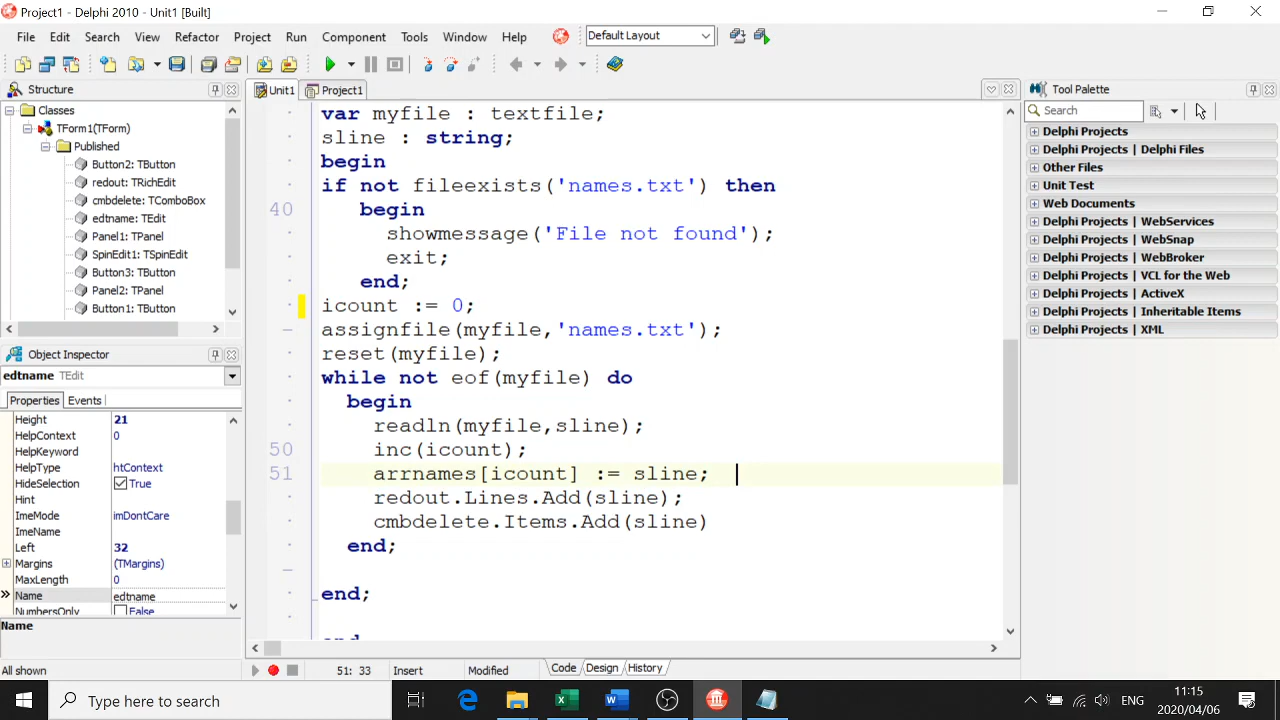 Project1 - Delphi 2010 - Unit1 [Built]
File Edit Search View Refactor Project Run Component Tools Window Help Default Layout
Structure
Classes
TForm1(TForm)
Published
Button2: TButton
redout: TRichEdit
cmbdelete: TComboBox
edtname: TEdit
Panel1: TPanel
SpinEdit1: TSpinEdit
Button3: TButton
Panel2: TPanel
Button1: TButton
Object Inspector
edtname TEdit
Properties Events
Height 21
HelpContext 0
HelpKeyword
HelpType htContext
HideSelection True
Hint
ImeMode imDontCare
ImeName
Left 32
Margins (TMargins)
MaxLength 0
Name edtname
NumbersOnly False
Name
All shown
Unit1 Project1
var myfile : textfile;
sline : string;
begin
if not fileexists('names.txt') then
40 begin
showmessage('File not found');
exit;
end;
icount := 0;
assignfile(myfile,'names.txt');
reset(myfile);
while not eof(myfile) do
begin
readln(myfile,sline);
50 inc(icount);
51 arrnames[icount] := sline;
redout.Lines.Add(sline);
cmbdelete.Items.Add(sline)
end;
end;
end
51: 33 Insert Modified Code Design History
Tool Palette
Search
Delphi Projects
Delphi Projects | Delphi Files
Other Files
Unit Test
Web Documents
Delphi Projects | WebServices
Delphi Projects | WebSnap
Delphi Projects | WebBroker
Delphi Projects | VCL for the Web
Delphi Projects | ActiveX
Delphi Projects | Inheritable Items
Delphi Projects | XML
Type here to search
ENG
11:15
2020/04/06